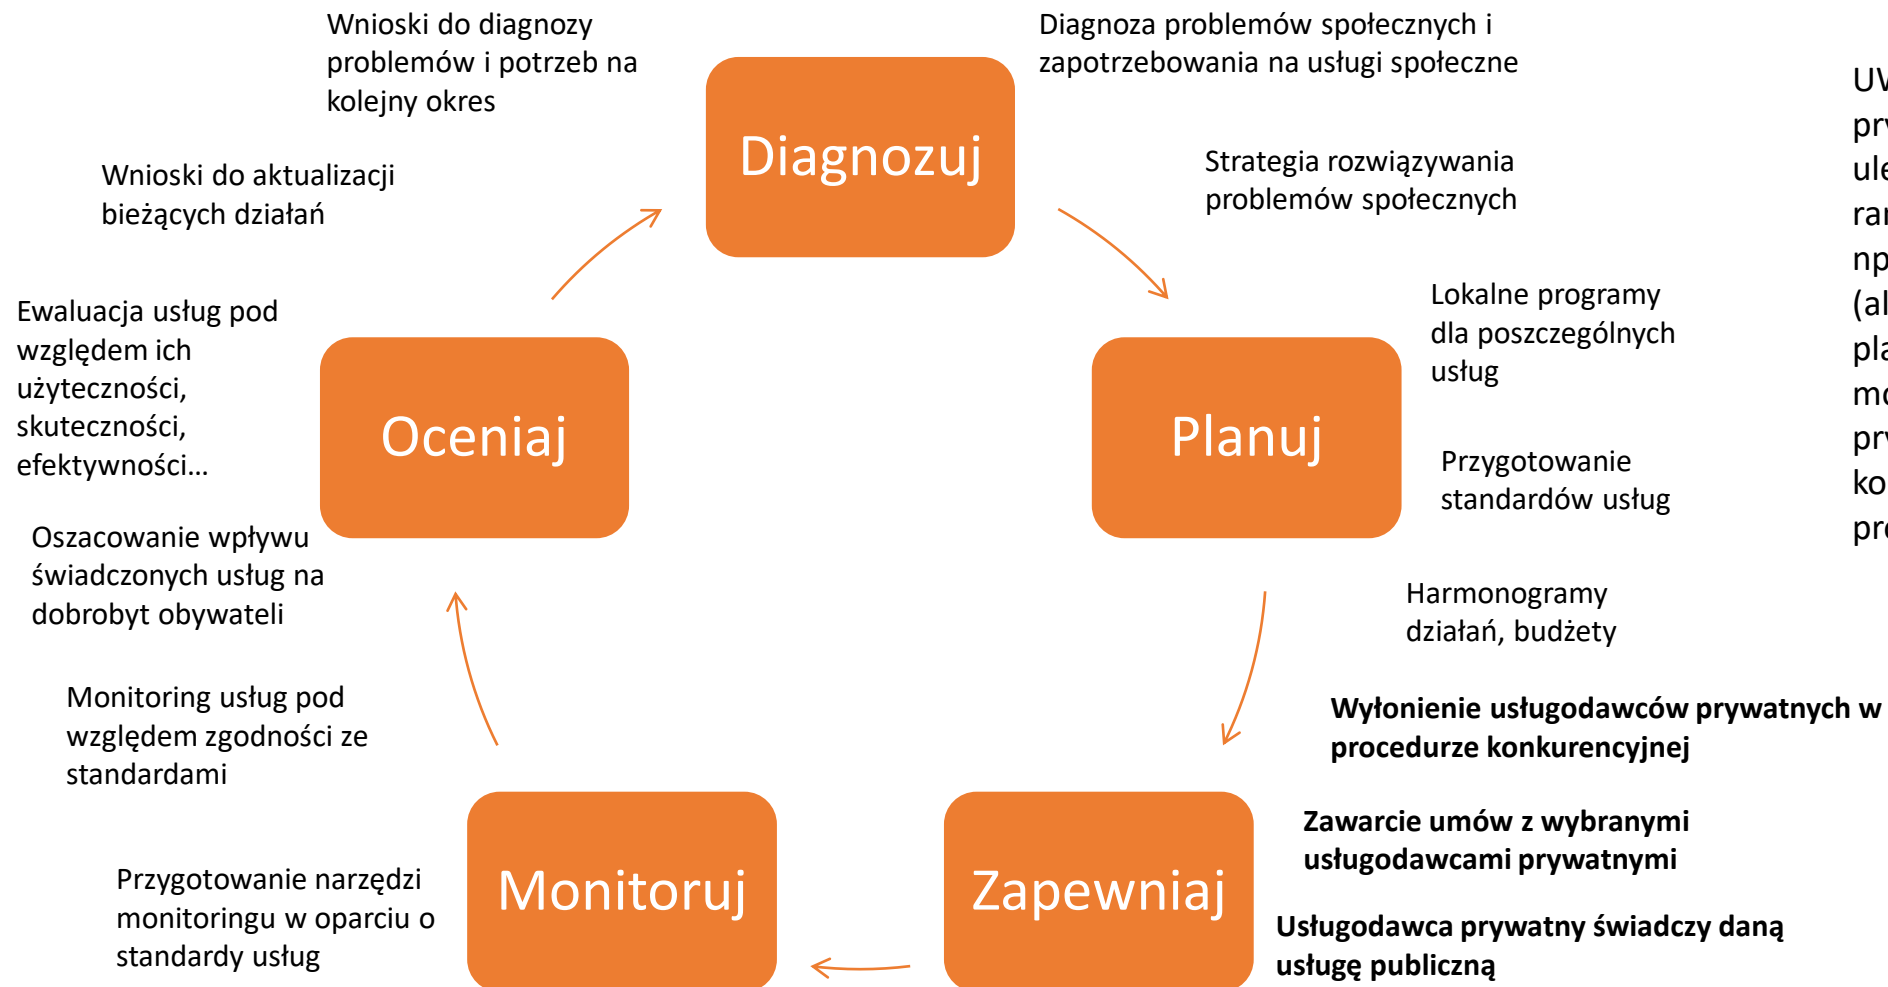 Wnioski do diagnozy
problemów i potrzeb na
kolejny okres
Diagnoza problemów społecznych i
zapotrzebowania na usługi społeczne
Diagnozuj
Wnioski do aktualizacji
bieżących działań
Strategia rozwiązywania
problemów społecznych
Ewaluacja usług pod
względem ich
użyteczności,
skuteczności,
efektywności...
Lokalne programy
dla poszczególnych
usług
Oceniaj
Planuj
Przygotowanie
standardów usług
Oszacowanie wpływu
świadczonych usług na
dobrobyt obywateli
Harmonogramy
działań, budżety
Monitoring usług pod
względem zgodności ze
standardami
Wyłonienie usługodawców prywatnych w
procedurze konkurencyjnej
Zawarcie umów z wybranymi
usługodawcami prywatnymi
Przygotowanie narzędzi
monitoringu w oparciu o
standardy usług
Monitoruj
Zapewniaj
Usługodawca prywatny świadczy daną
usługę publiczną
np